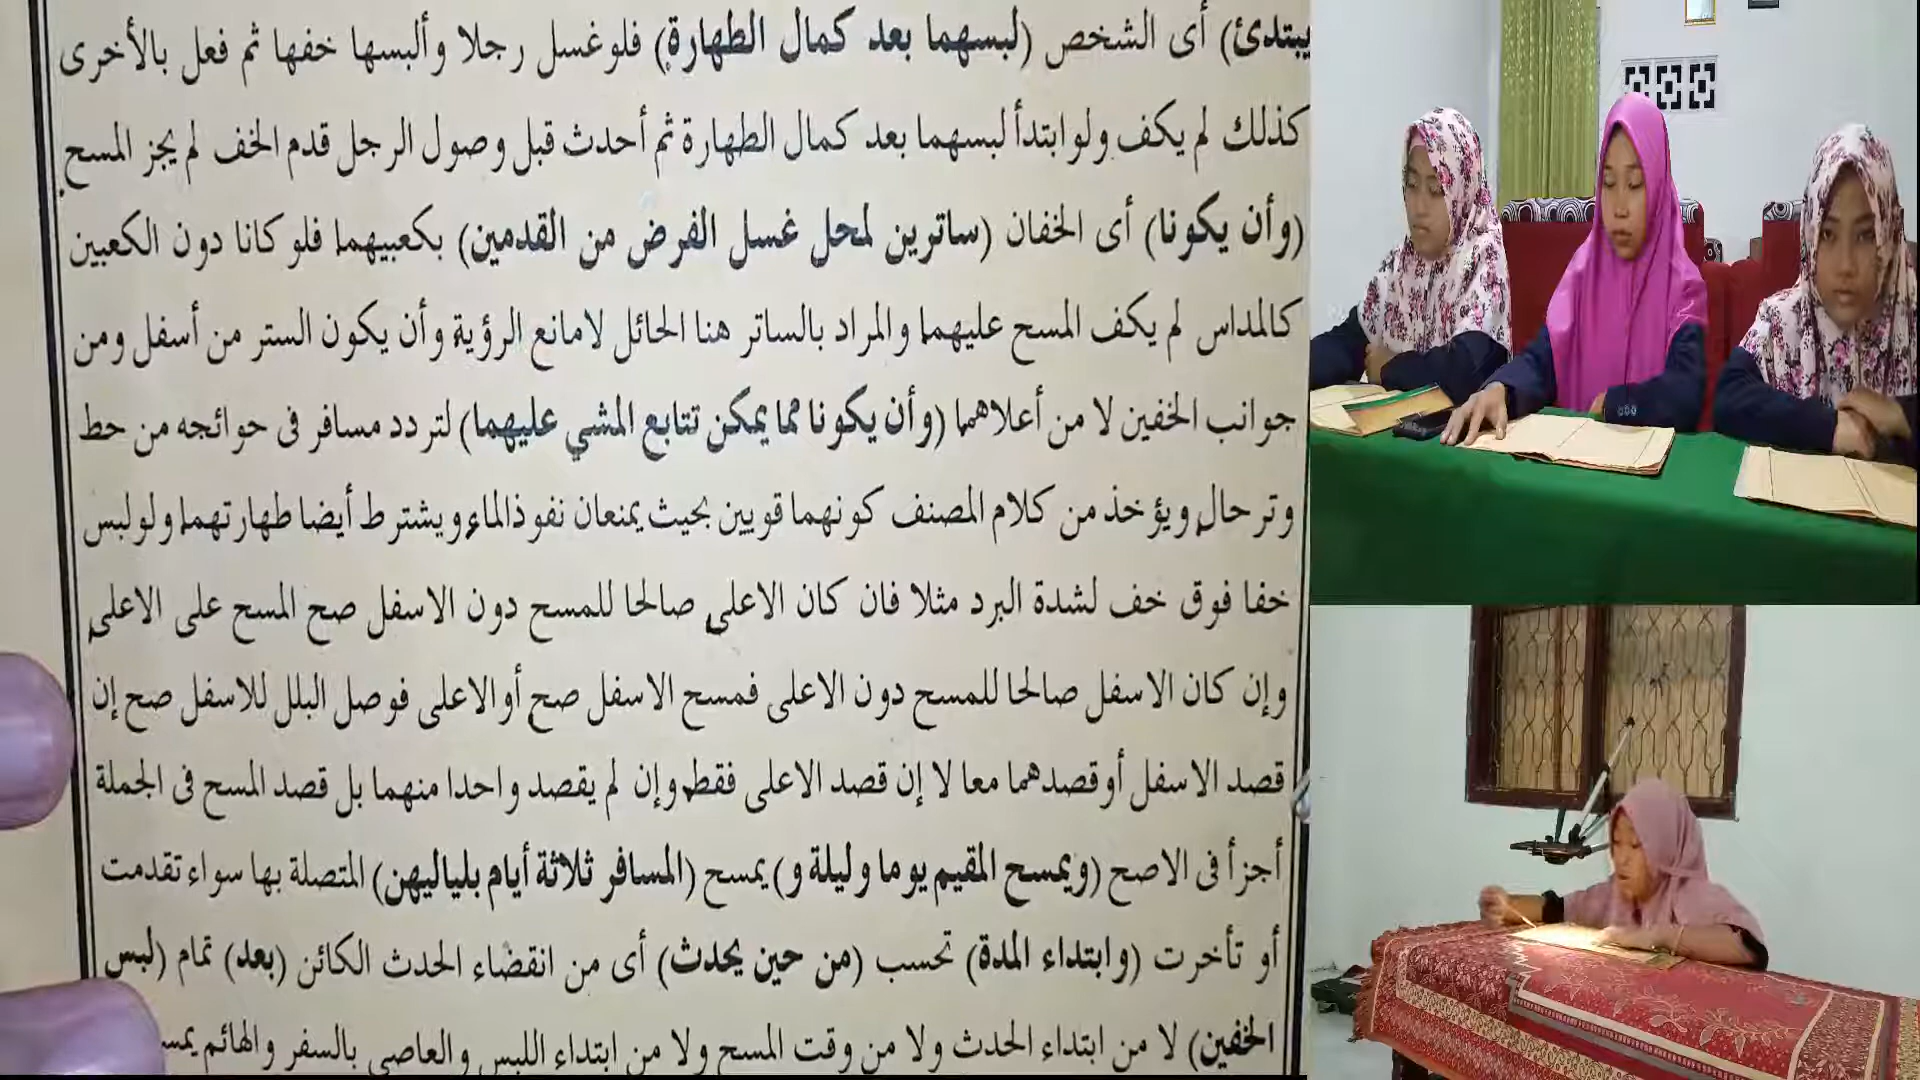 يبتدئ) أى الشخص (لبسهما بعد كمال الطهارة) فلو غسل رجلا وألبسها خفها ثم فعل بالأخرى
كذلك لم يكف ولو ابتدأ لبسهما بعد كمال الطهارة ثم أحدث قبل وصول الرجل قدم الخف لم يجز المسح
(وأن يكونا) أى الخفان (ساترين لمحل غسل الفرض من القدمين) بكعبيهما فلو كانا دون الكعبين
كالمداس لم يكف المسح عليهما والمراد بالساتر هنا الحائل لامانع الرؤية وأن يكون الستر من أسفل ومن
جوانب الخفين لا من أعلاهما (وأن يكونا مما يمكن تتابع المشي عليهما) لتردد مسافر فى حوائجه من حط
وترحال ويؤخذ من كلام المصنف كونهما قويين بحيث يمنعان نفوذ الماء ويشترط أيضا طهارتهما ولو لبس
خفا فوق خف لشدة البرد مثلا فان كان الاعلى صالحا للمسح دون الاسفل صح المسح على الاعلى
وإن كان الاسفل صالحا للمسح دون الاعلى فمسح الاسفل صح أو الاعلى فوصل البلل للاسفل صح إن
قصد الاسفل أو قصدهما معا لا إن قصد الاعلى فقط وإن لم يقصد واحدا منهما بل قصد المسح فى الجملة
أجزأ فى الاصح (ويمسح المقيم يوما وليلة و) يمسح (المسافر ثلاثة أيام بلياليهن) المتصلة بها سواء تقدمت
أو تأخرت (وابتداء المدة) تحسب (من حين يحدث) أى من انقضاء الحدث الكائن (بعد) تمام (لبس
الخفين) لا من ابتداء الحدث ولا من وقت المسح ولا من ابتداء اللبس والعاصى بالسفر والهائم